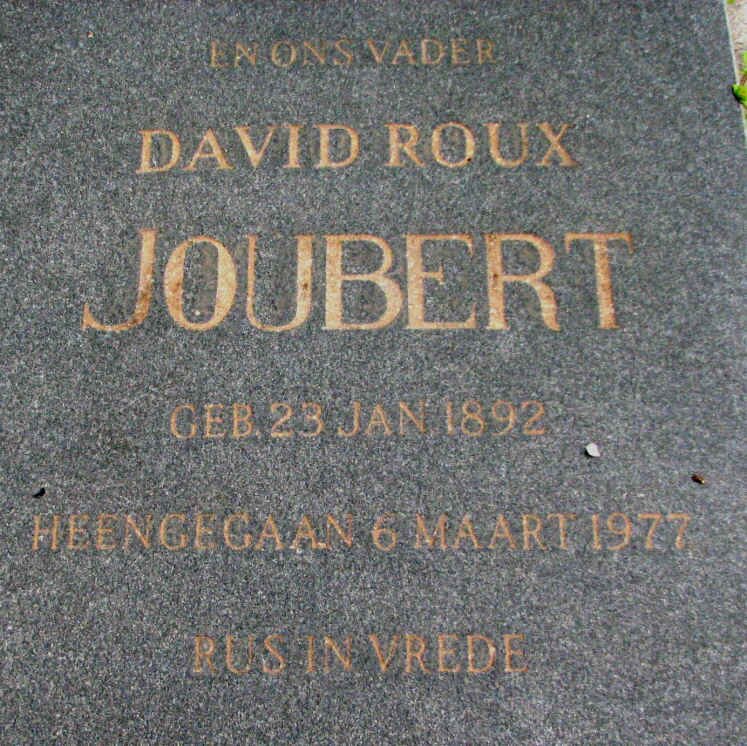 EN ONS VADER
DAVID ROUX
JOUBERT
GEB. 23 JAN 1892
HEENGEGAAN 6 MAART 1977
RUS IN VREDE